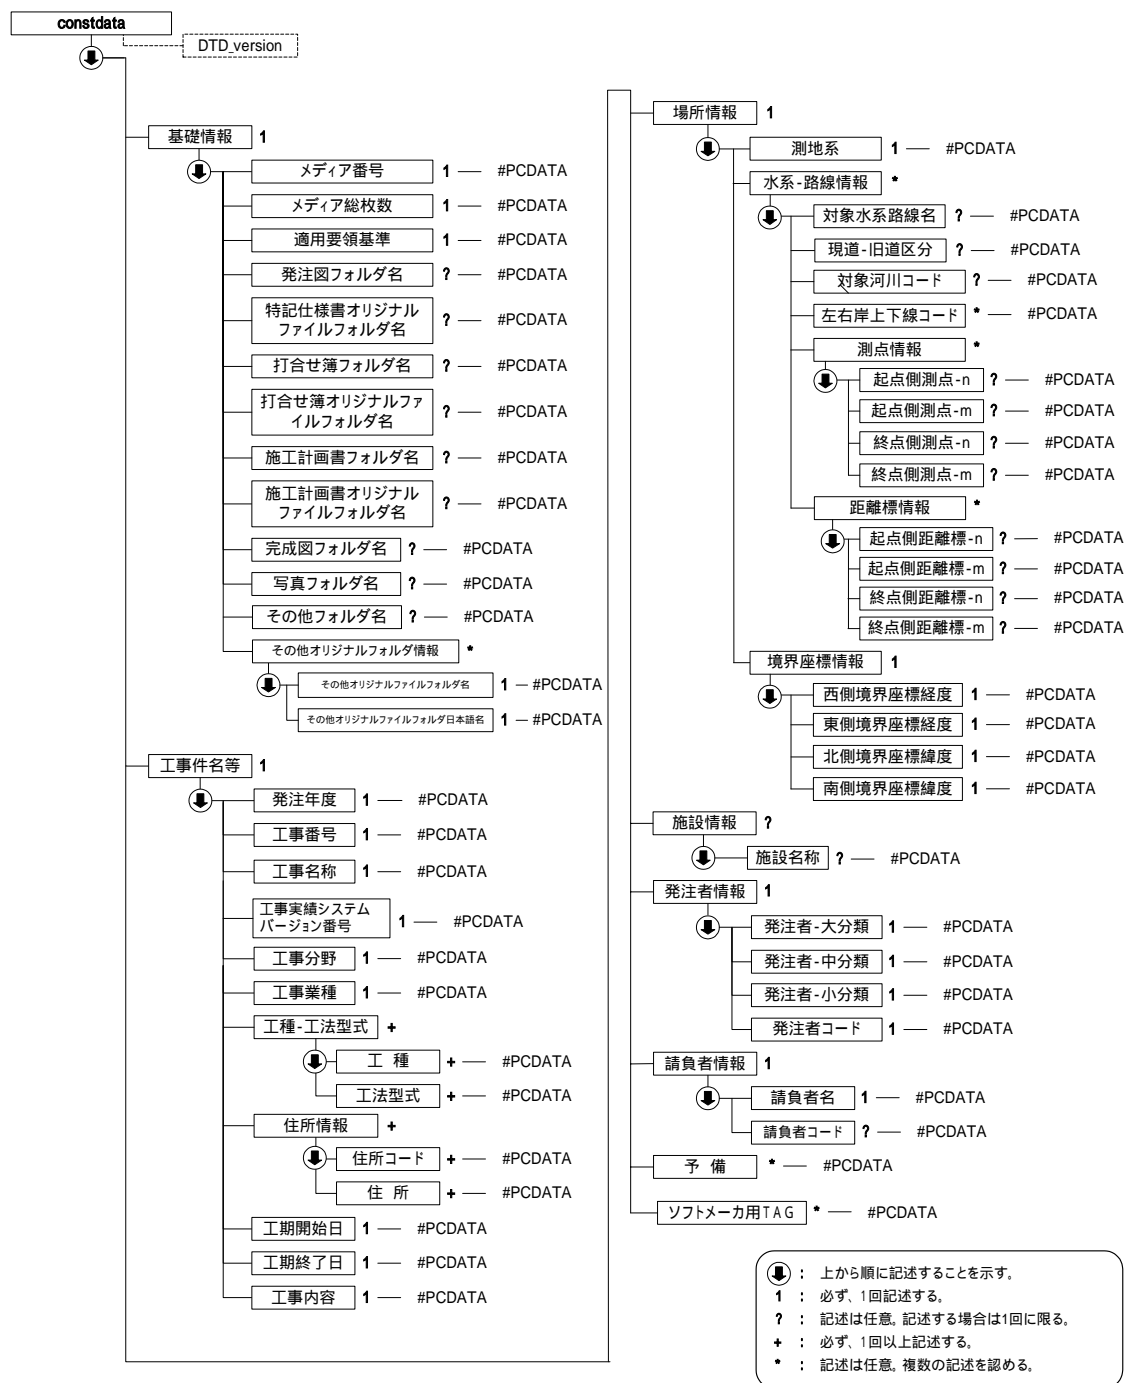 constdata
DTD_version
基礎情報 1
メディア番号 1 #PCDATA
メディア総枚数 1 #PCDATA
適用要領基準 1 #PCDATA
発注図フォルダ名 ? #PCDATA
特記仕様書オリジナル
ファイルフォルダ名 ? #PCDATA
打合せ簿フォルダ名 ? #PCDATA
打合せ簿オリジナルファ
イルフォルダ名 ? #PCDATA
施工計画書フォルダ名 ? #PCDATA
施工計画書オリジナル
ファイルフォルダ名 ? #PCDATA
完成図フォルダ名 ? #PCDATA
写真フォルダ名 ? #PCDATA
その他フォルダ名 ? #PCDATA
その他オリジナルフォルダ情報 *
その他オリジナルファイルフォルダ名 1 #PCDATA
その他オリジナルファイルフォルダ日本語名 1 #PCDATA
工事件名等 1
発注年度 1 #PCDATA
工事番号 1 #PCDATA
工事名称 1 #PCDATA
工事実績システム
バージョン番号 1 #PCDATA
工事分野 1 #PCDATA
工事業種 1 #PCDATA
工種-工法型式 +
工 種 + #PCDATA
工法型式 + #PCDATA
住所情報 +
住所コード + #PCDATA
住 所 + #PCDATA
工期開始日 1 #PCDATA
工期終了日 1 #PCDATA
工事内容 1 #PCDATA
場所情報 1
測地系 1 #PCDATA
水系-路線情報 *
対象水系路線名 ? #PCDATA
現道-旧道区分 ? #PCDATA
対象河川コード ? #PCDATA
左右岸上下線コード * #PCDATA
測点情報 *
起点側測点-n ? #PCDATA
起点側測点-m ? #PCDATA
終点側測点-n ? #PCDATA
終点側測点-m ? #PCDATA
距離標情報 *
起点側距離標-n ? #PCDATA
起点側距離標-m ? #PCDATA
終点側距離標-n ? #PCDATA
終点側距離標-m ? #PCDATA
境界座標情報 1
西側境界座標経度 1 #PCDATA
東側境界座標経度 1 #PCDATA
北側境界座標緯度 1 #PCDATA
南側境界座標緯度 1 #PCDATA
施設情報 ?
施設名称 ? #PCDATA
発注者情報 1
発注者-大分類 1 #PCDATA
発注者-中分類 1 #PCDATA
発注者-小分類 1 #PCDATA
発注者コード 1 #PCDATA
請負者情報 1
請負者名 1 #PCDATA
請負者コード ? #PCDATA
予 備 * #PCDATA
ソフトメーカ用TAG * #PCDATA
: 上から順に記述することを示す。
1 : 必ず、1回記述する。
? : 記述は任意。記述する場合は1回に限る。
+ : 必ず、1回以上記述する。
* : 記述は任意。複数の記述を認める。